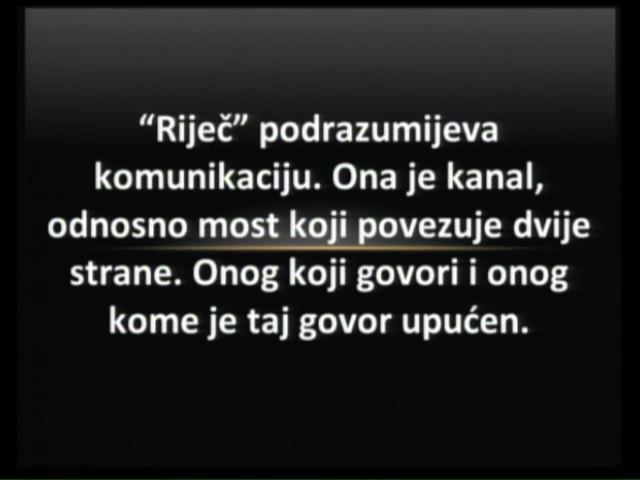 “Riječ” podrazumijeva
komunikaciju. Ona je kanal,
odnosno most koji povezuje dvije
strane. Onog koji govori i onog
kome je taj govor upućen.